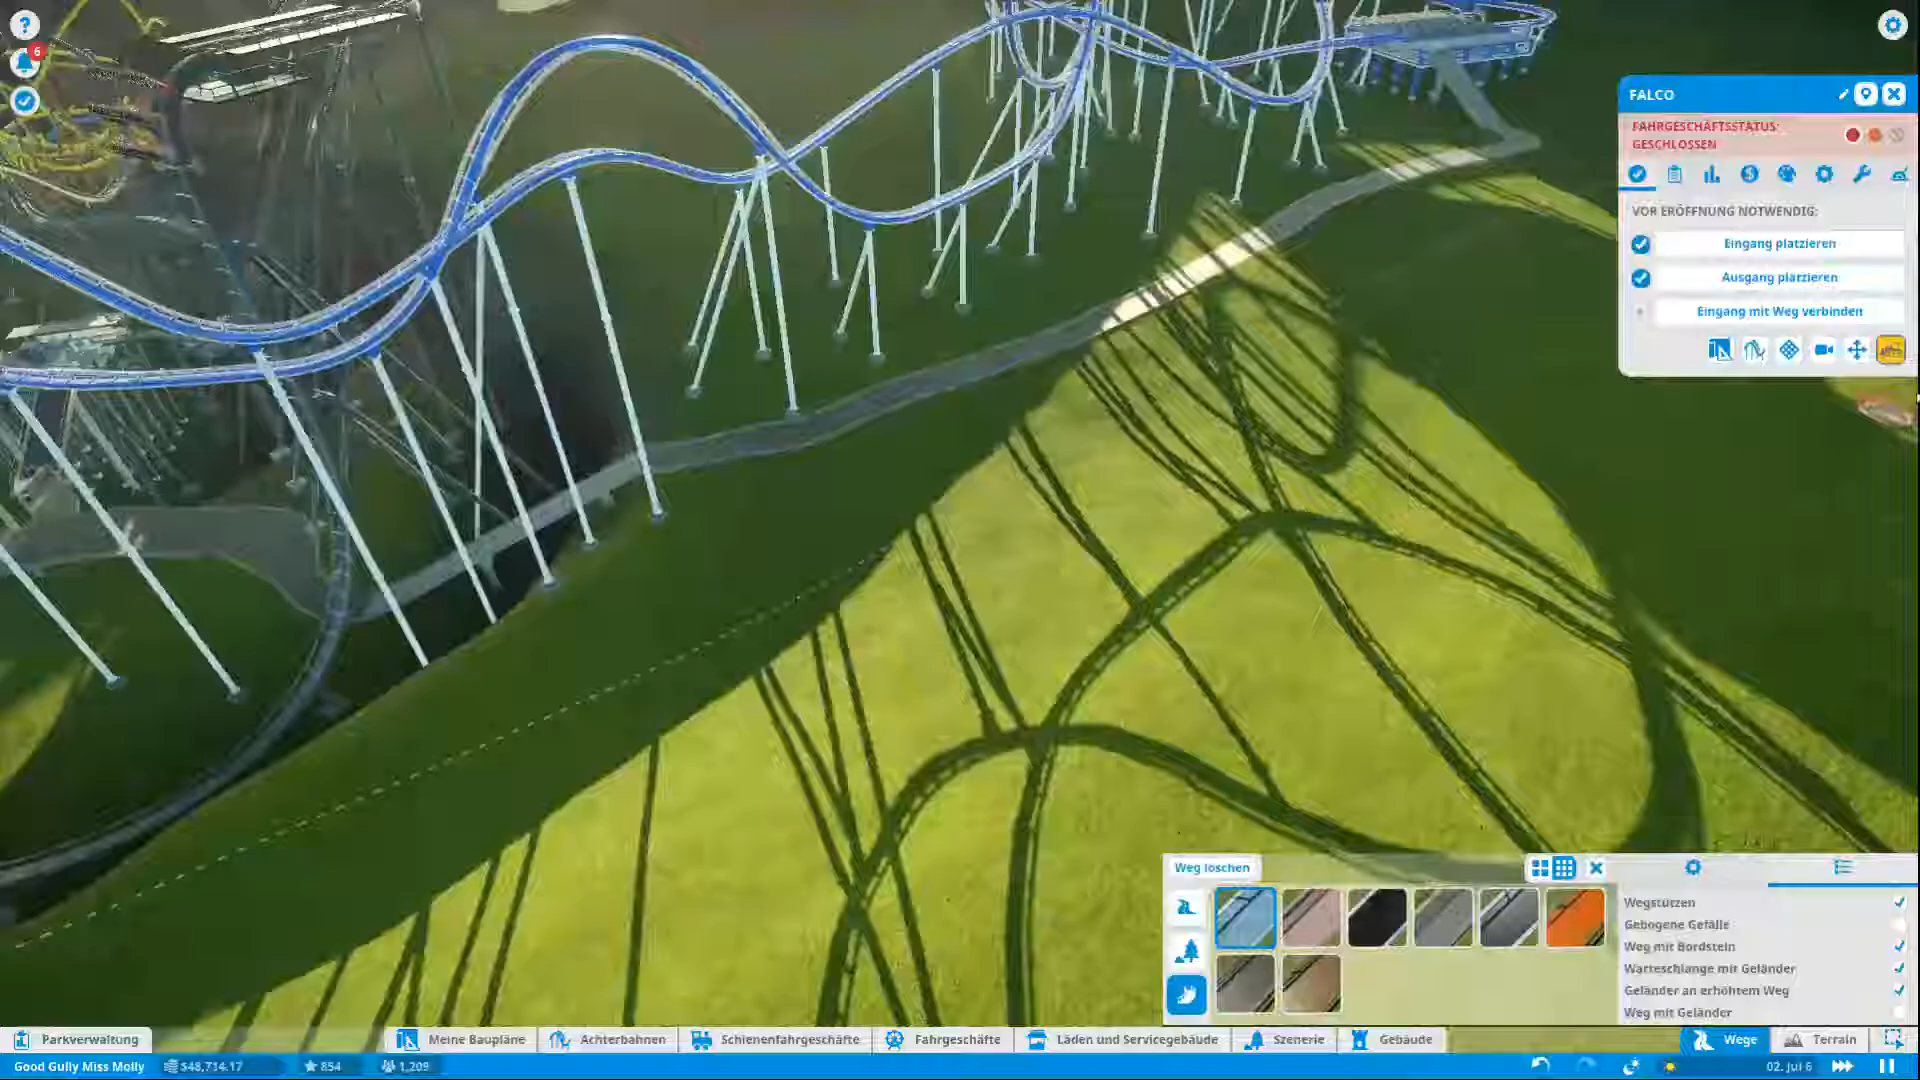 ?
6
FALCO
FAHRGESCHÄFTSSTATUS:
GESCHLOSSEN
VOR ERÖFFNUNG NOTWENDIG:
Eingang platzieren
Ausgang platzieren
Eingang mit Weg verbinden
Weg löschen
Wegstützen
Gebogene Gefälle
Weg mit Bordstein
Warteschlange mit Geländer
Geländer an erhöhtem Weg
Weg mit Geländer
Parkverwaltung
Meine Baupläne
Achterbahnen
Schienenfahrgeschäfte
Fahrgeschäfte
Läden und Servicegebäude
Szenerie
Gebäude
Wege
Terrain
Good Gully Miss Molly
$48,714.17
854
1,209
02. Jul 6